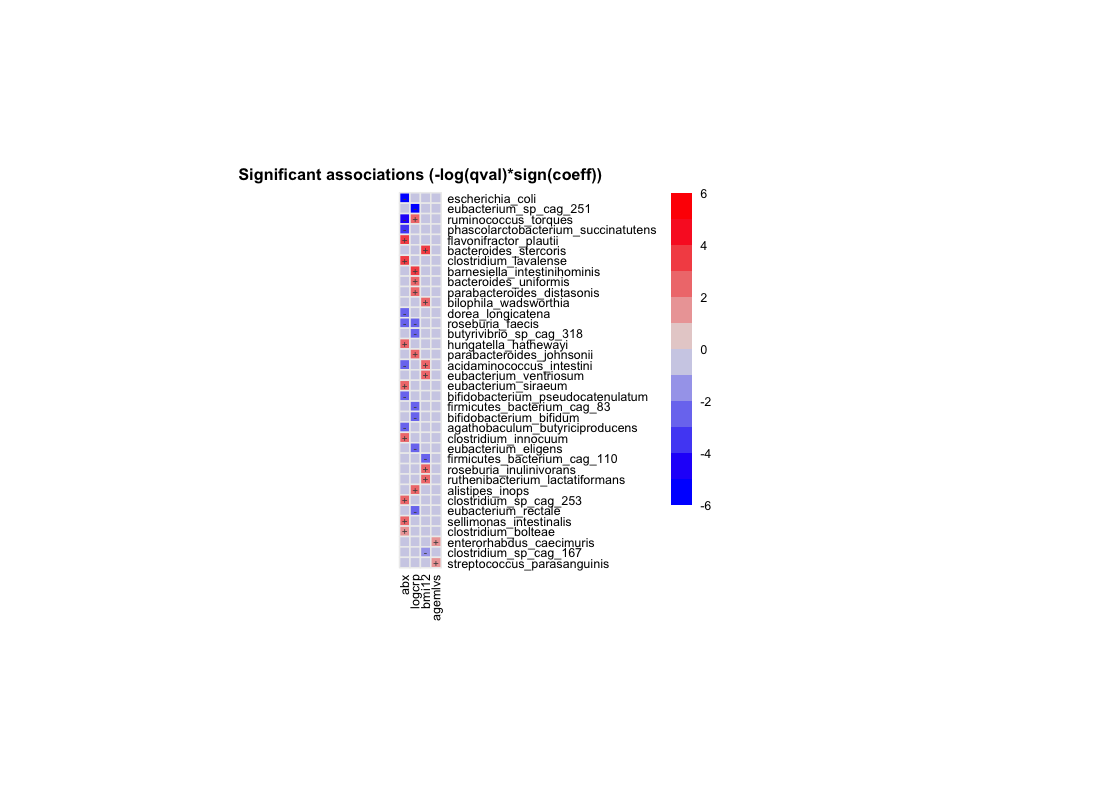 Significant associations (-log(qval)*sign(coeff))
escherichia_coli
eubacterium_sp_cag_251
ruminococcus_torques
phascolarctobacterium_succinatutens
flavonifractor_plautii
bacteroides_stercoris
clostridium_lavalense
barnesiella_intestinihominis
bacteroides_uniformis
parabacteroides_distasonis
bilophila_wadsworthia
dorea_longicatena
roseburia_faecis
butyrivibrio_sp_cag_318
hungatella_hathewayi
parabacteroides_johnsonii
acidaminococcus_intestini
eubacterium_ventriosum
eubacterium_siraeum
bifidobacterium_pseudocatenulatum
firmicutes_bacterium_cag_83
bifidobacterium_bifidum
agathobaculum_butyriciproducens
clostridium_innocuum
eubacterium_eligens
firmicutes_bacterium_cag_110
roseburia_inulinivorans
ruthenibacterium_lactatiformans
alistipes_inops
clostridium_sp_cag_253
eubacterium_rectale
sellimonas_intestinalis
clostridium_bolteae
enterorhabdus_caecimuris
clostridium_sp_cag_167
streptococcus_parasanguinis
abx
logcrp
bmi12
agemlvs
6
4
2
0
-2
-4
-6